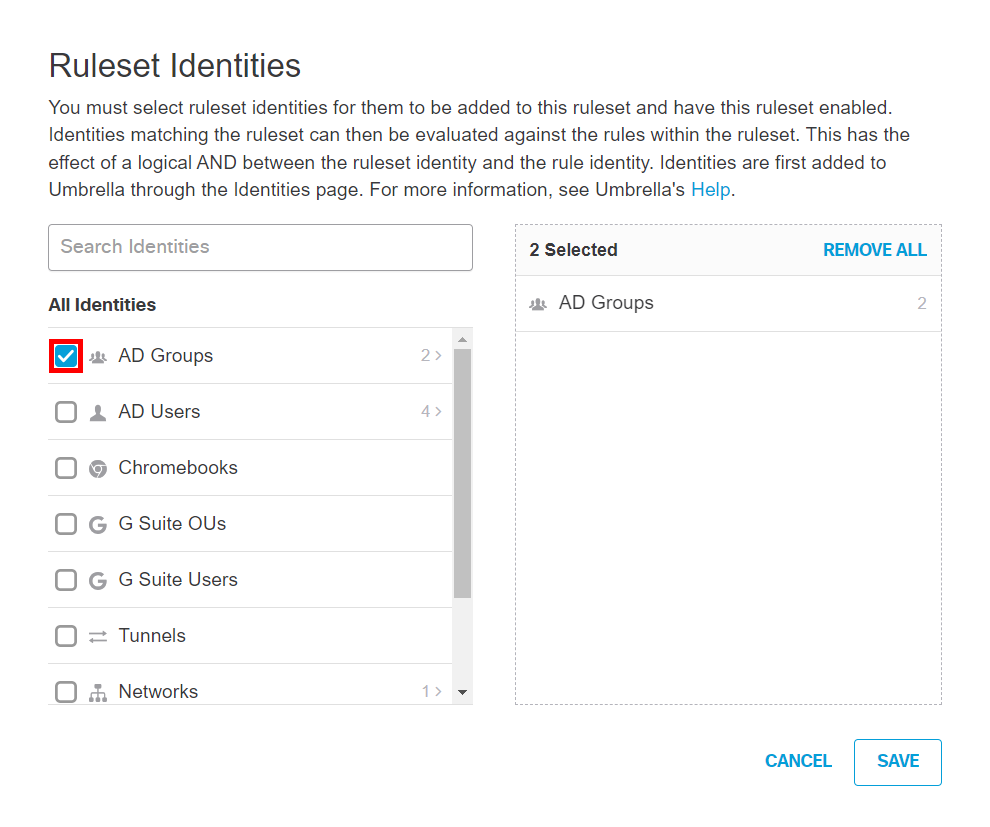 Ruleset Identities
You must select ruleset identities for them to be added to this ruleset and have this ruleset enabled.
Identities matching the ruleset can then be evaluated against the rules within the ruleset. This has the
effect of a logical AND between the ruleset identity and the rule identity. Identities are first added to
Umbrella through the Identities page. For more information, see Umbrella's Help.
Search Identities
All Identities
AD Groups 2 >
AD Users 4 >
Chromebooks
G Suite OUs
G Suite Users
Tunnels
Networks 1 >
2 Selected REMOVE ALL
AD Groups 2
CANCEL SAVE